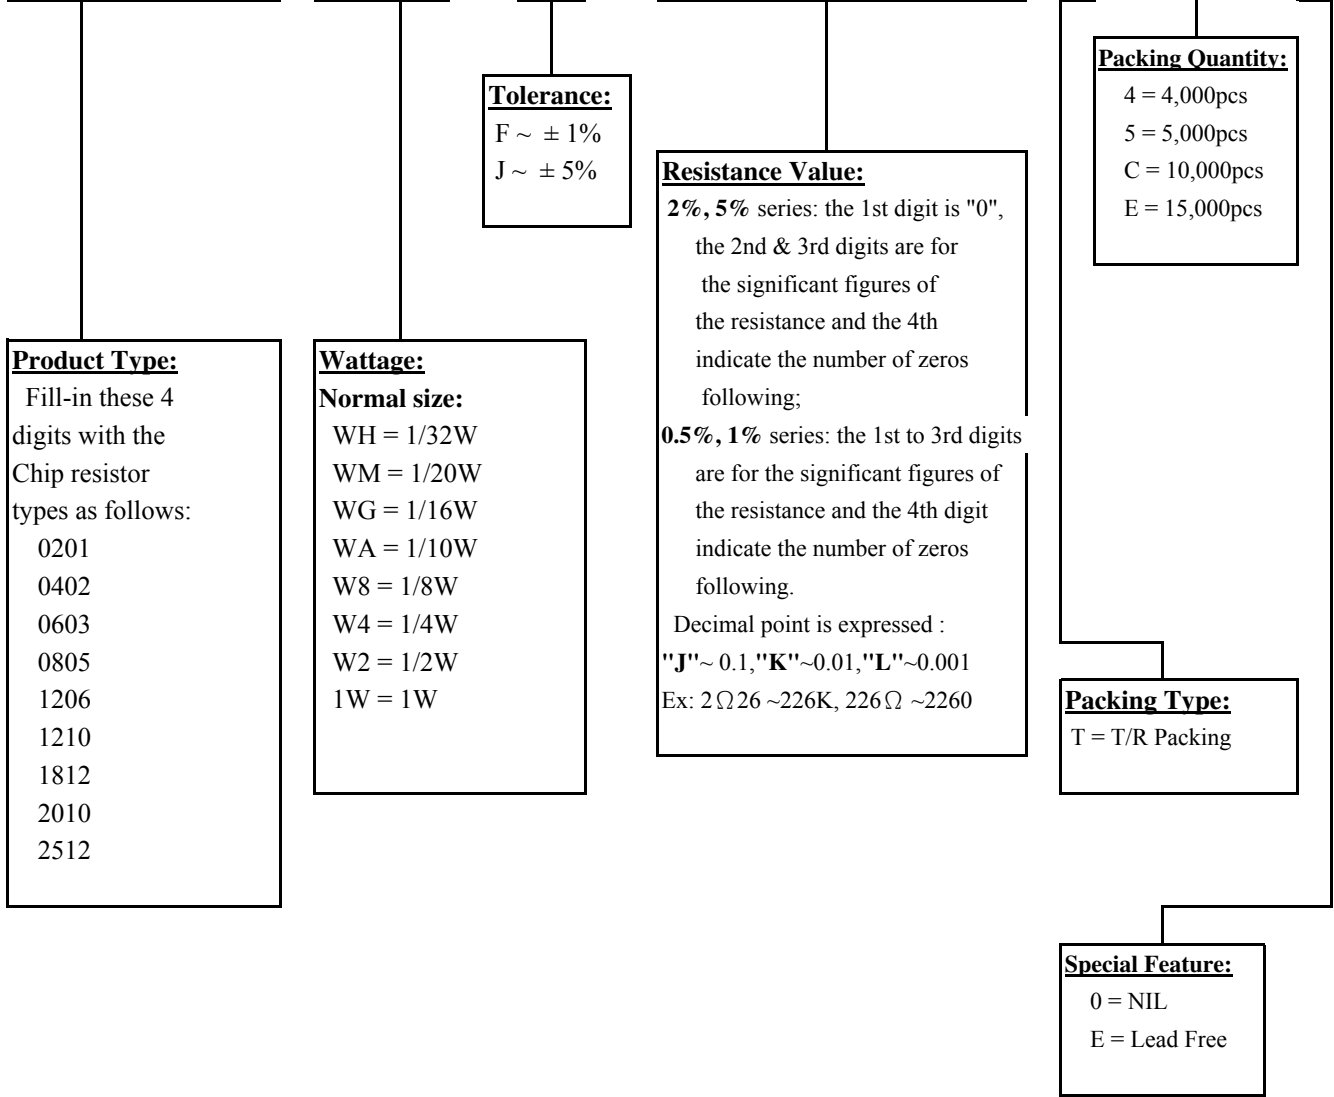 Packing Quantity:
4 = 4,000pcs
5 = 5,000pcs
C = 10,000pcs
E = 15,000pcs
Tolerance:
F ~ ± 1%
J ~ ± 5%
Resistance Value:
2%, 5% series: the 1st digit is "0",
the 2nd & 3rd digits are for
the significant figures of
the resistance and the 4th
indicate the number of zeros
following;
0.5%, 1% series: the 1st to 3rd digits
are for the significant figures of
the resistance and the 4th digit
indicate the number of zeros
following.
Decimal point is expressed :
"J"~ 0.1,"K"~0.01,"L"~0.001
Ex: 2Ω26 ~226K, 226Ω ~2260
Product Type:
Fill-in these 4
digits with the
Chip resistor
types as follows:
0201
0402
0603
0805
1206
1210
1812
2010
2512
Wattage:
Normal size:
WH = 1/32W
WM = 1/20W
WG = 1/16W
WA = 1/10W
W8 = 1/8W
W4 = 1/4W
W2 = 1/2W
1W = 1W
Packing Type:
T = T/R Packing
Special Feature:
0 = NIL
E = Lead Free